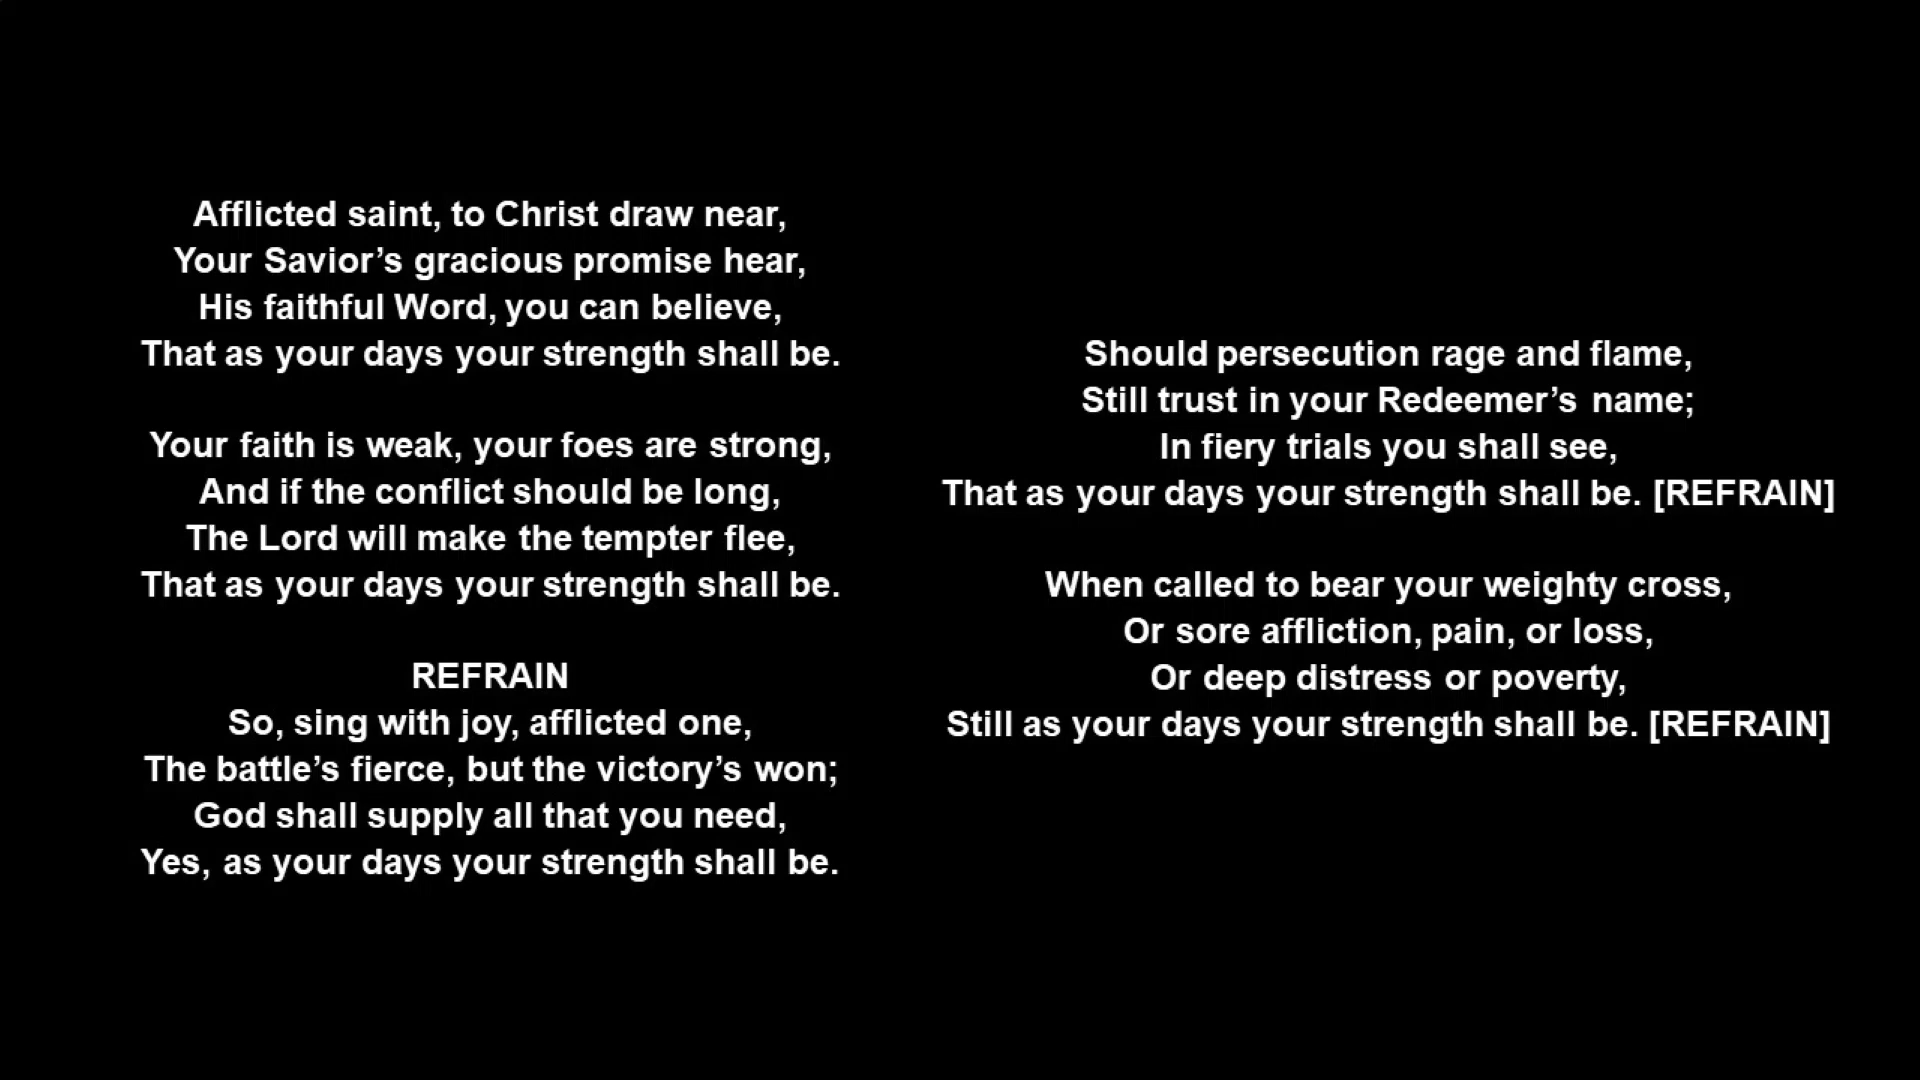 Afflicted saint, to Christ draw near,
Your Savior’s gracious promise hear,
His faithful Word, you can believe,
That as your days your strength shall be.
Your faith is weak, your foes are strong,
And if the conflict should be long,
The Lord will make the tempter flee,
That as your days your strength shall be.
REFRAIN
So, sing with joy, afflicted one,
The battle’s fierce, but the victory’s won;
God shall supply all that you need,
Yes, as your days your strength shall be.
Should persecution rage and flame,
Still trust in your Redeemer’s name;
In fiery trials you shall see,
That as your days your strength shall be. [REFRAIN]
When called to bear your weighty cross,
Or sore affliction, pain, or loss,
Or deep distress or poverty,
Still as your days your strength shall be. [REFRAIN]